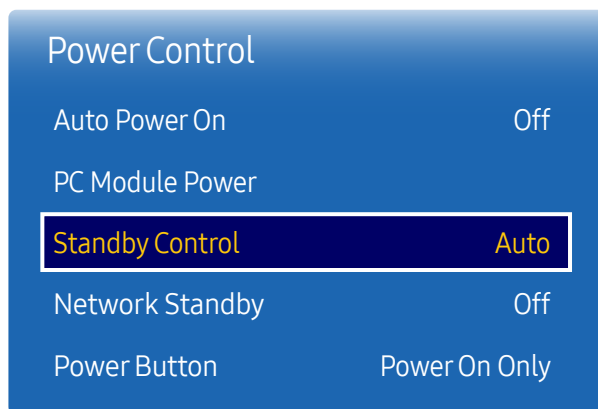 Power Control
Auto Power On Off
PC Module Power
Standby Control Auto
Network Standby Off
Power Button Power On Only